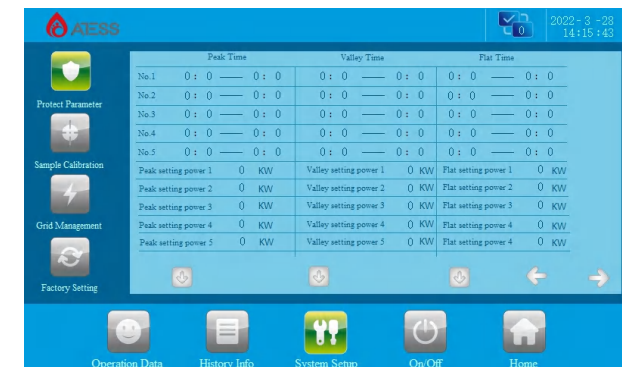 ATESS
0
2022-3-28
14:15:43
Peak Time Valley Time Flat Time
No.1 0: 0 —— 0: 0 0: 0 —— 0: 0 0: 0 —— 0: 0
No.2 0: 0 —— 0: 0 0: 0 —— 0: 0 0: 0 —— 0: 0
No.3 0: 0 —— 0: 0 0: 0 —— 0: 0 0: 0 —— 0: 0
No.4 0: 0 —— 0: 0 0: 0 —— 0: 0 0: 0 —— 0: 0
No.5 0: 0 —— 0: 0 0: 0 —— 0: 0 0: 0 —— 0: 0
Peak setting power 1 0 KW Valley setting power 1 0 KW Flat setting power 1 0 KW
Peak setting power 2 0 KW Valley setting power 2 0 KW Flat setting power 2 0 KW
Peak setting power 3 0 KW Valley setting power 3 0 KW Flat setting power 3 0 KW
Peak setting power 4 0 KW Valley setting power 4 0 KW Flat setting power 4 0 KW
Peak setting power 5 0 KW Valley setting power 5 0 KW Flat setting power 4 0 KW
Protect Parameter
Sample Calibration
Grid Management
Factory Setting
Operation Data History Info System Setup On/Off Home